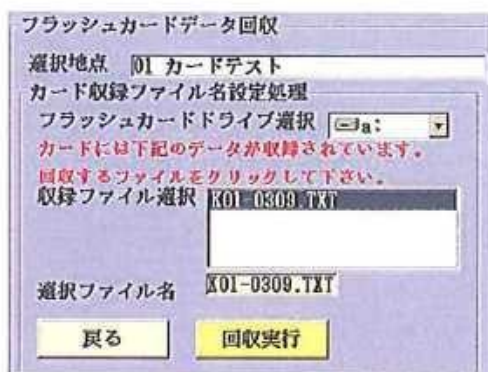 フラッシュカードデータ回収
選択地点 01 カードテスト
カード収録ファイル名設定処理
フラッシュカードドライブ選択 a:
カードには下記のデータが収録されています。
回収するファイルをクリックして下さい。
収録ファイル選択 K01-0309.TXT
選択ファイル名 K01-0309.TXT
戻る 回収実行